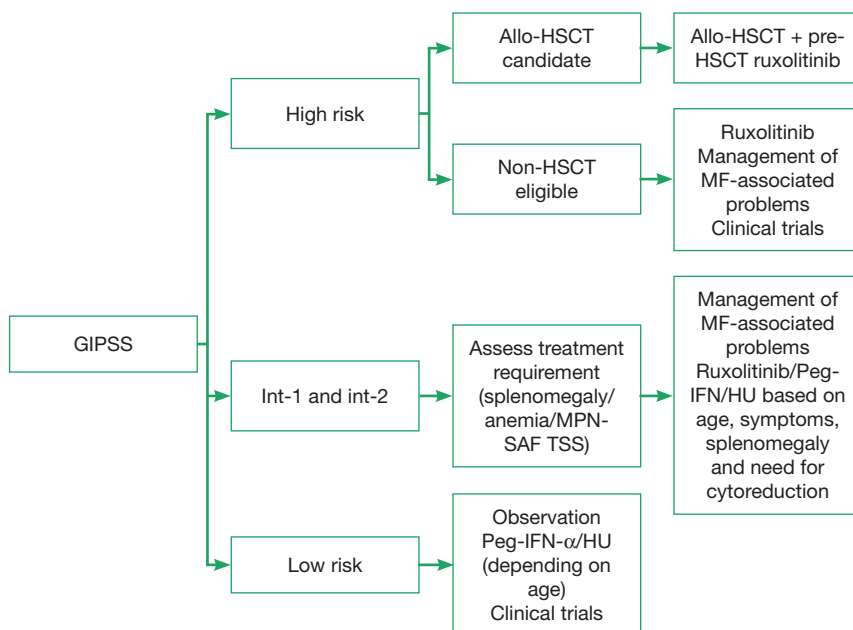 Allo-HSCT
candidate
Allo-HSCT + pre-
HSCT ruxolitinib
High risk
Non-HSCT
eligible
Ruxolitinib
Management of
MF-associated
problems
Clinical trials
GIPSS
Int-1 and int-2
Assess treatment
requirement
(splenomegaly/
anemia/MPN-
SAF TSS)
Management of
MF-associated
problems
Ruxolitinib/Peg-
IFN/HU based on
age, symptoms,
splenomegaly
and need for
cytoreduction
Low risk
Observation
Peg-IFN-α/HU
(depending on
age)
Clinical trials